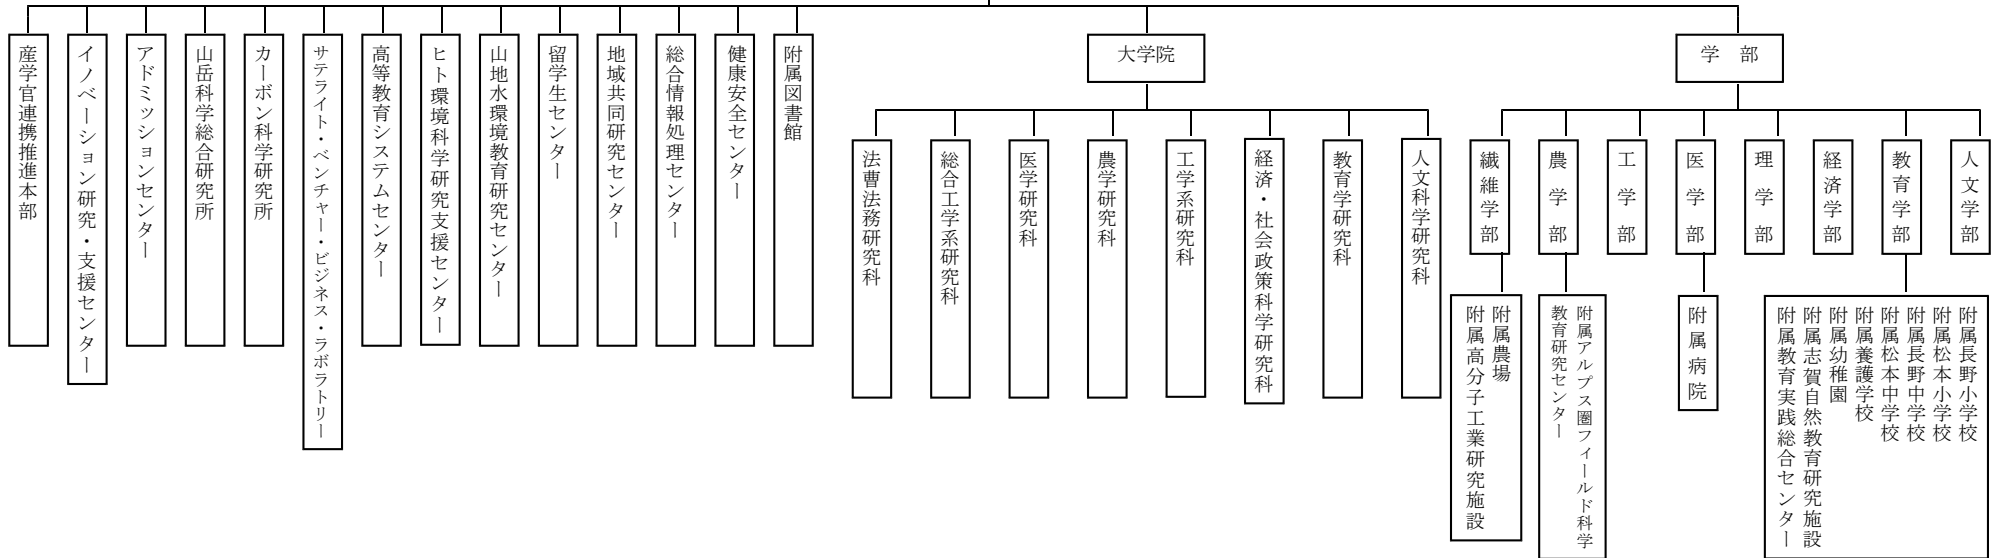 学　部
人文学部
教育学部
経済学部
理学部
医学部
工学部
農学部
繊維学部
附属長野小学校
附属松本小学校
附属長野中学校
附属松本中学校
附属養護学校
附属幼稚園
附属志賀自然教育研究施設
附属教育実践総合センター
附属病院
附属アルプス圏フィールド科学
教育研究センター
附属農場
附属高分子工業研究施設
大学院
人文科学研究科
教育学研究科
経済・社会政策科学研究科
工学系研究科
農学研究科
医学研究科
総合工学系研究科
法曹法務研究科
附属図書館
健康安全センター
総合情報処理センター
地域共同研究センター
留学生センター
山地水環境教育研究センター
ヒト環境科学研究支援センター
高等教育システムセンター
サテライト・ベンチャー・ビジネス・ラボラトリー
カーボン科学研究所
山岳科学総合研究所
アドミッションセンター
イノベーション研究・支援センター
産学官連携推進本部